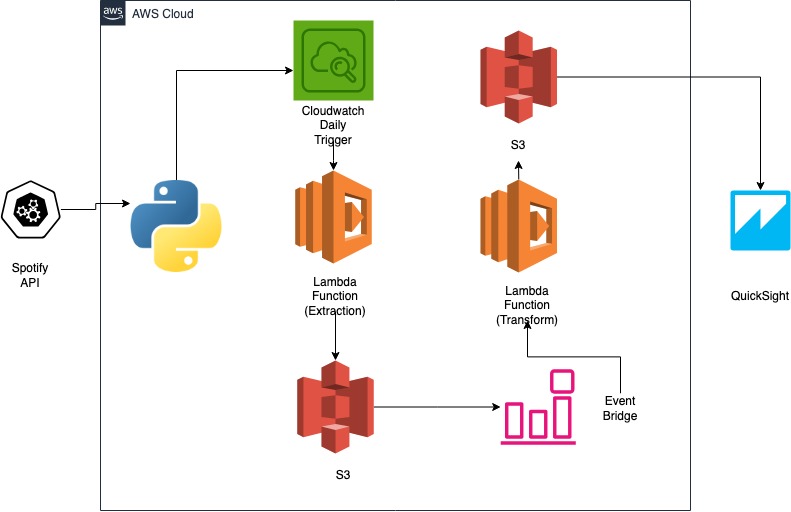 aws
AWS Cloud
Cloudwatch
Daily
Trigger
S3
Spotify
API
Lambda
Function
(Extraction)
Lambda
Function
(Transform)
QuickSight
Event
Bridge
S3